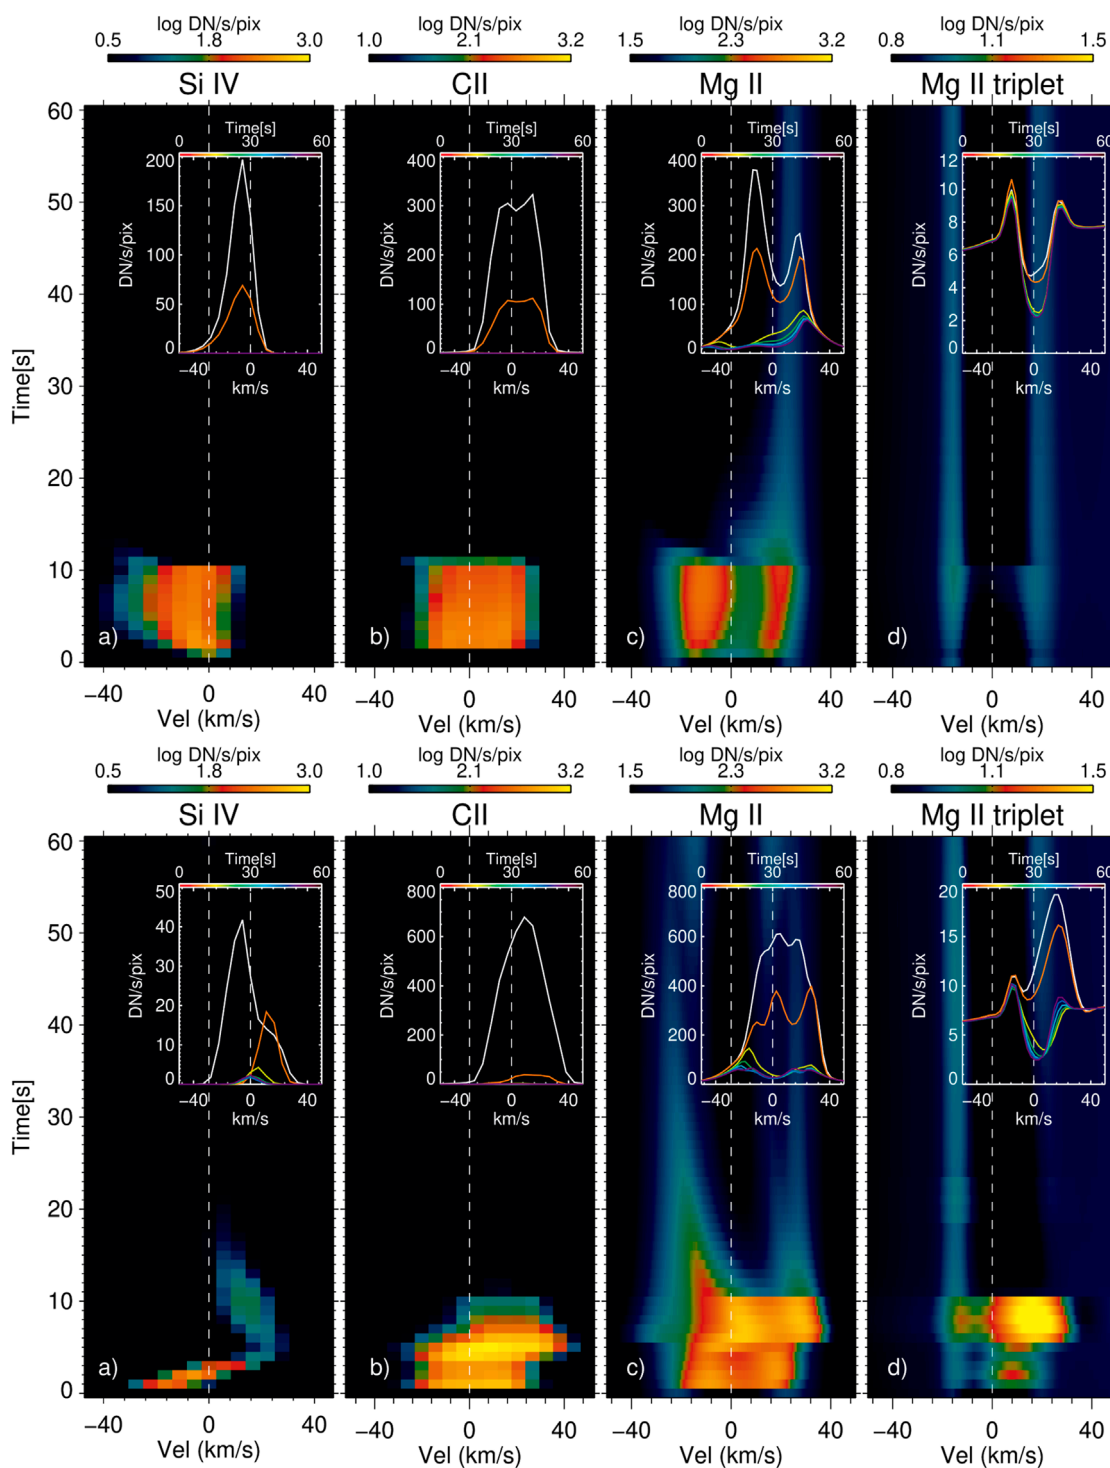 log DN/s/pix log DN/s/pix log DN/s/pix log DN/s/pix
0.5 1.8 3.0 1.0 2.1 3.2 1.5 2.3 3.2 0.8 1.1 1.5
Si IV CII Mg II Mg II triplet
60
50
40
30
20
10
0
Time[s]
Time[s]
0 30 60
200
150
100
50
0
DN/s/pix
−40 0 40
km/s
a)
Time[s]
0 30 60
400
300
200
100
0
DN/s/pix
−40 0 40
km/s
b)
Time[s]
0 30 60
400
300
200
100
0
DN/s/pix
−40 0 40
km/s
c)
Time[s]
0 30 60
12
10
8
6
4
2
0
DN/s/pix
−40 0 40
km/s
d)
−40 0 40 −40 0 40 −40 0 40 −40 0 40
Vel (km/s) Vel (km/s) Vel (km/s) Vel (km/s)
log DN/s/pix log DN/s/pix log DN/s/pix log DN/s/pix
0.5 1.8 3.0 1.0 2.1 3.2 1.5 2.3 3.2 0.8 1.1 1.5
Si IV CII Mg II Mg II triplet
60
50
40
30
20
10
0
Time[s]
Time[s]
0 30 60
50
40
30
20
10
0
DN/s/pix
−40 0 40
km/s
a)
Time[s]
0 30 60
800
600
400
200
0
DN/s/pix
−40 0 40
km/s
b)
Time[s]
0 30 60
800
600
400
200
0
DN/s/pix
−40 0 40
km/s
c)
Time[s]
0 30 60
20
15
10
5
0
DN/s/pix
−40 0 40
km/s
d)
−40 0 40 −40 0 40 −40 0 40 −40 0 40
Vel (km/s) Vel (km/s) Vel (km/s) Vel (km/s)